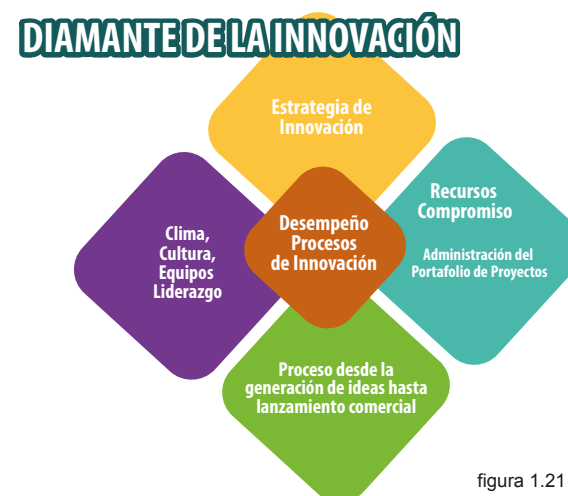 DIAMANTE DE LA INNOVACIÓN
Estrategia de
Innovación
Clima,
Cultura,
Equipos
Liderazgo
Desempeño
Procesos
de Innovación
Recursos
Compromiso
Administración del
Portafolio de Proyectos
Proceso desde la
generación de ideas hasta
lanzamiento comercial
figura 1.21